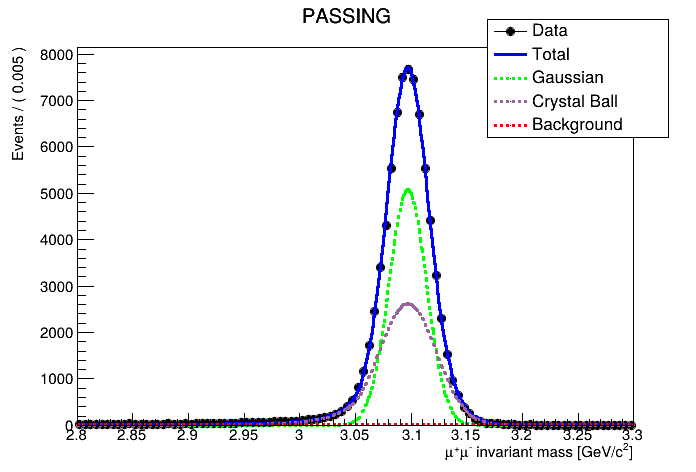 PASSING
Data
Total
Gaussian
Crystal Ball
Background
Events / ( 0.005 )
8000
7000
6000
5000
4000
3000
2000
1000
0
2.8 2.85 2.9 2.95 3 3.05 3.1 3.15 3.2 3.25 3.3
μ⁺μ⁻ invariant mass [GeV/c²]